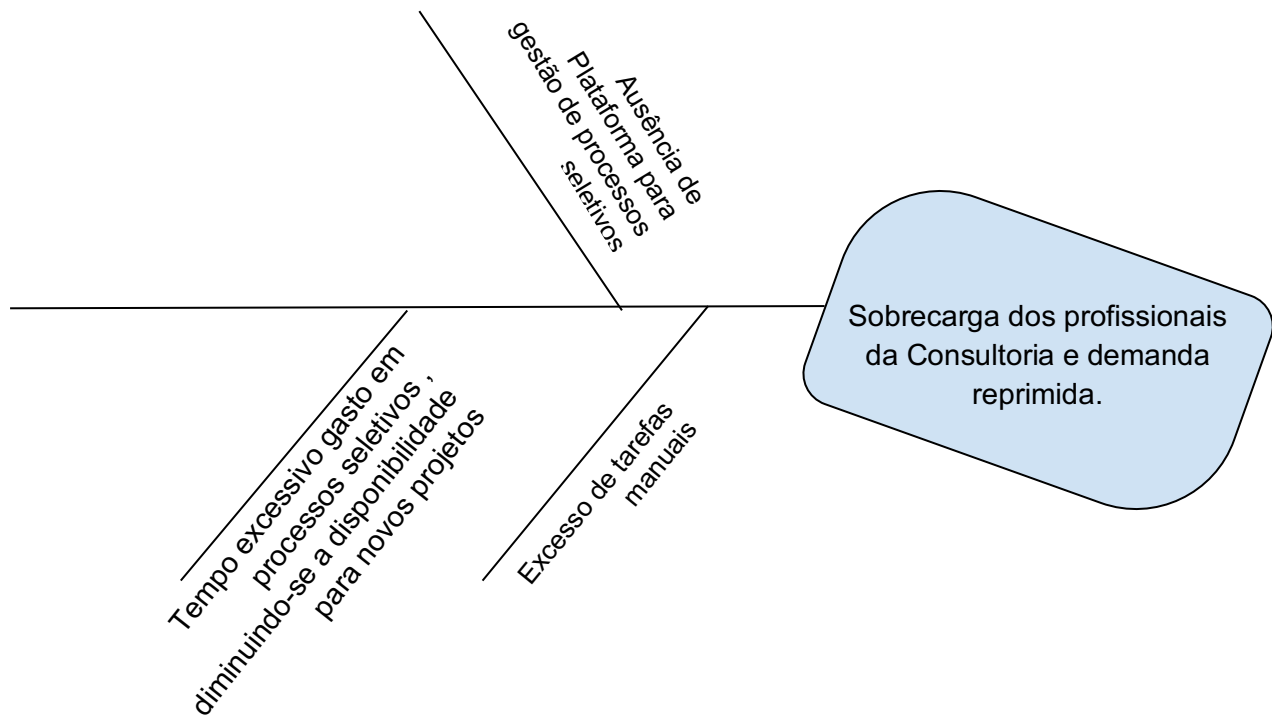 Ausência de
Plataforma para
gestão de processos
seletivos
Sobrecarga dos profissionais
da Consultoria e demanda
reprimida.
Tempo excessivo gasto em
processos seletivos ,
diminuindo-se a disponibilidade
para novos projetos
Excesso de tarefas
manuais